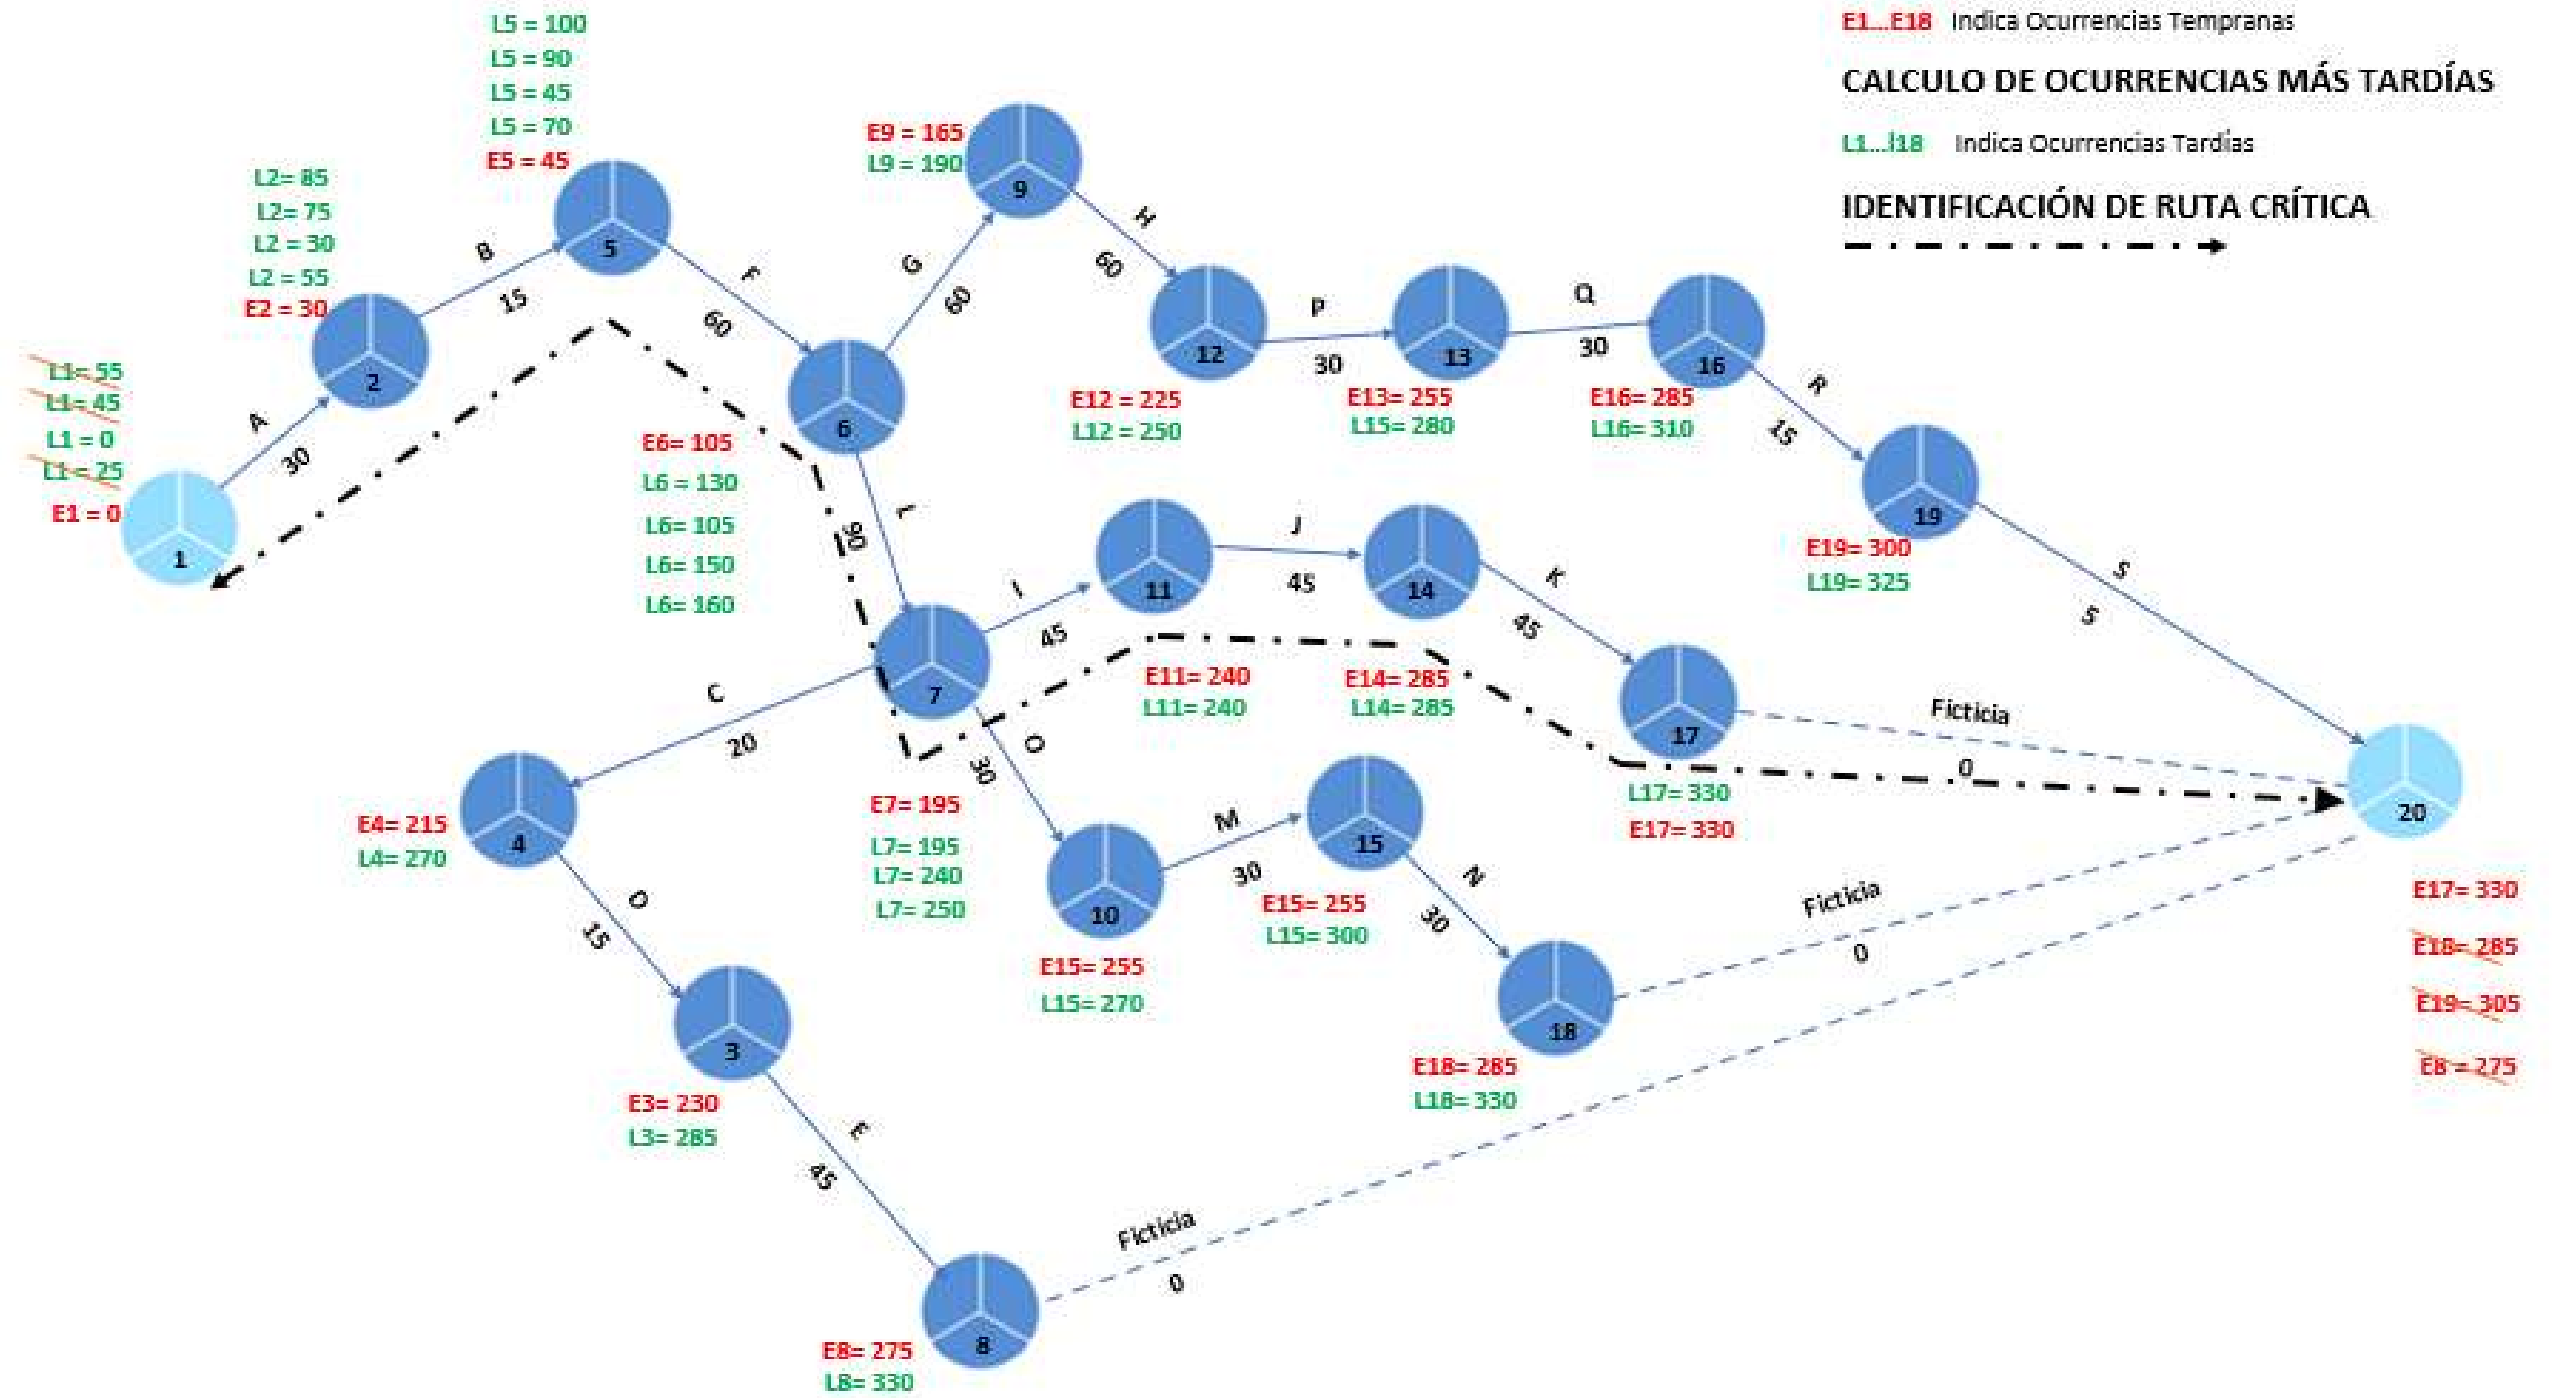 E1...E18 Indica Ocurrencias Tempranas
CALCULO DE OCURRENCIAS MÁS TARDÍAS
L1...l18 Indica Ocurrencias Tardías
IDENTIFICACIÓN DE RUTA CRÍTICA
L5 = 100
L5 = 90
L5 = 45
L5 = 70
E5 = 45
5
L2= 85
L2= 75
L2 = 30
L2 = 55
E2 = 30
2
L1= 55
L1= 45
L1 = 0
L1 = 25
E1 = 0
1
A
30
B
15
F
60
6
E6= 105
L6 = 130
L6= 105
L6= 150
L6= 160
G
60
E9 = 165
L9 = 190
9
H
60
12
E12 = 225
L12 = 250
P
30
13
E13= 255
L15= 280
Q
30
16
E16= 285
L16= 310
R
15
19
E19= 300
L19= 325
S
5
L
90
7
E7= 195
L7= 195
L7= 240
L7= 250
I
45
11
E11= 240
L11= 240
J
45
14
E14= 285
L14= 285
K
45
17
L17= 330
E17= 330
Ficticia
0
20
E17= 330
E18= 285
E19= 305
E8 = 275
C
20
4
E4= 215
L4= 270
D
15
3
E3= 230
L3= 285
E
45
8
E8= 275
L8= 330
Ficticia
0
O
30
10
E15= 255
L15= 270
M
30
15
E15= 255
L15= 300
N
30
18
E18= 285
L18= 330
Ficticia
0